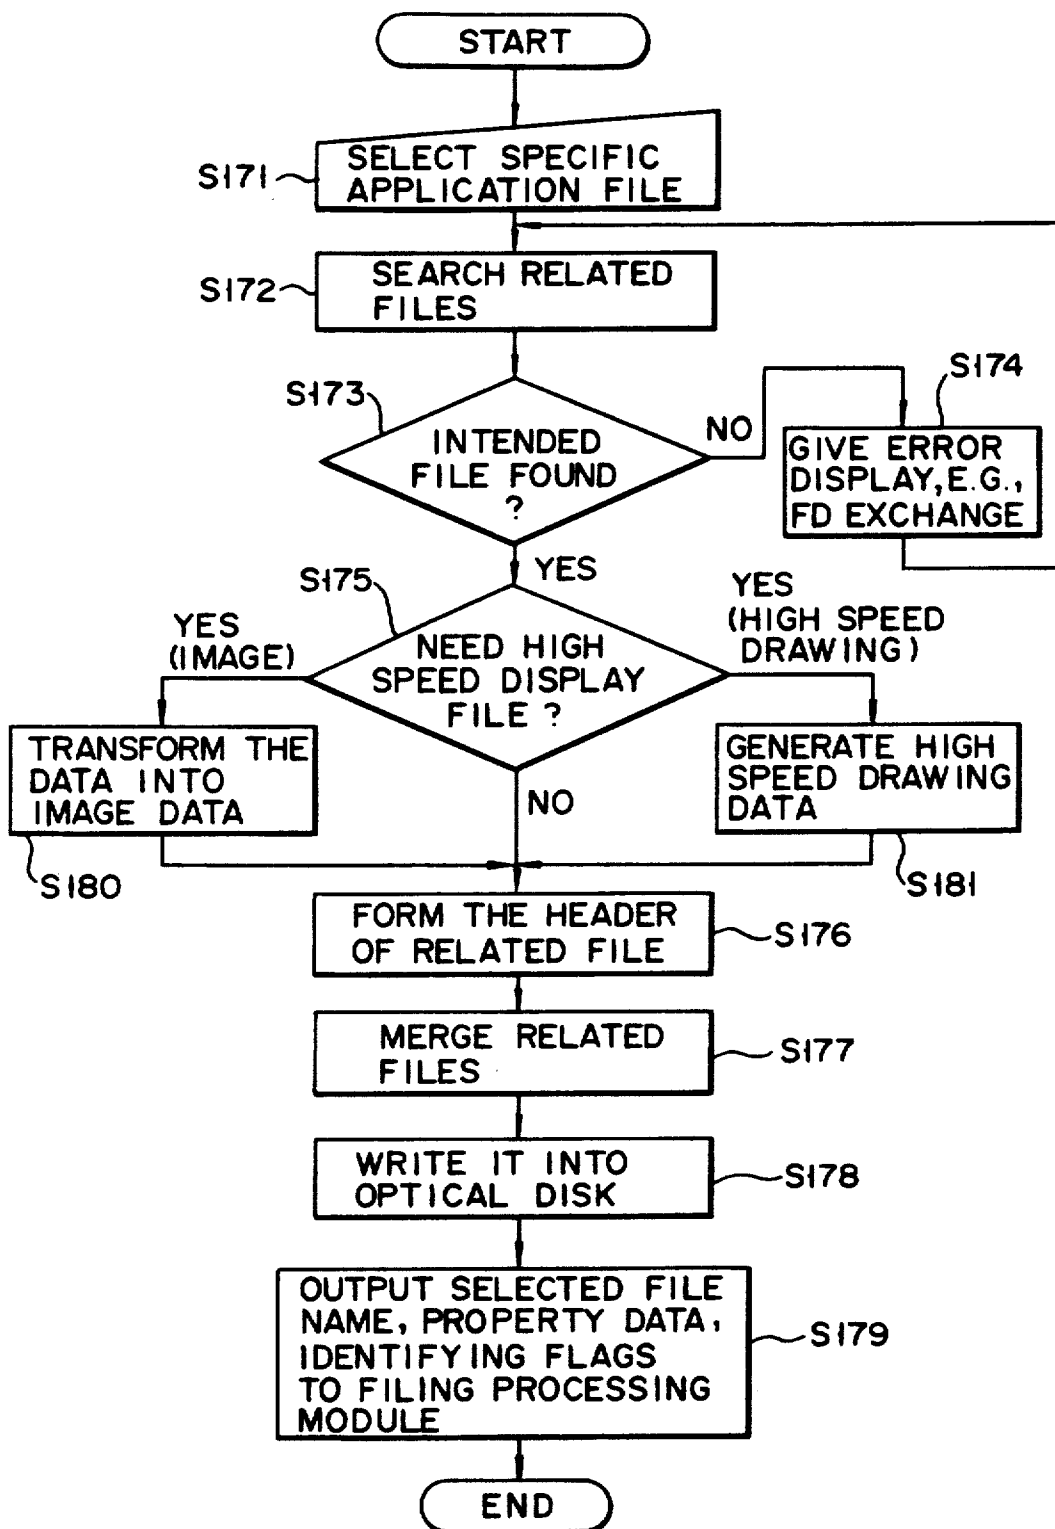 START
S171
SELECT SPECIFIC
APPLICATION FILE
S172
SEARCH RELATED
FILES
S173
INTENDED
FILE FOUND
?
NO
S174
GIVE ERROR
DISPLAY, E.G.,
FD EXCHANGE
YES
S175
NEED HIGH
SPEED DISPLAY
FILE ?
YES
(IMAGE)
YES
(HIGH SPEED
DRAWING)
TRANSFORM THE
DATA INTO
IMAGE DATA
S180
NO
GENERATE HIGH
SPEED DRAWING
DATA
S181
FORM THE HEADER
OF RELATED FILE
S176
MERGE RELATED
FILES
S177
WRITE IT INTO
OPTICAL DISK
S178
OUTPUT SELECTED FILE
NAME, PROPERTY DATA,
IDENTIFYING FLAGS
TO FILING PROCESSING
MODULE
S179
END